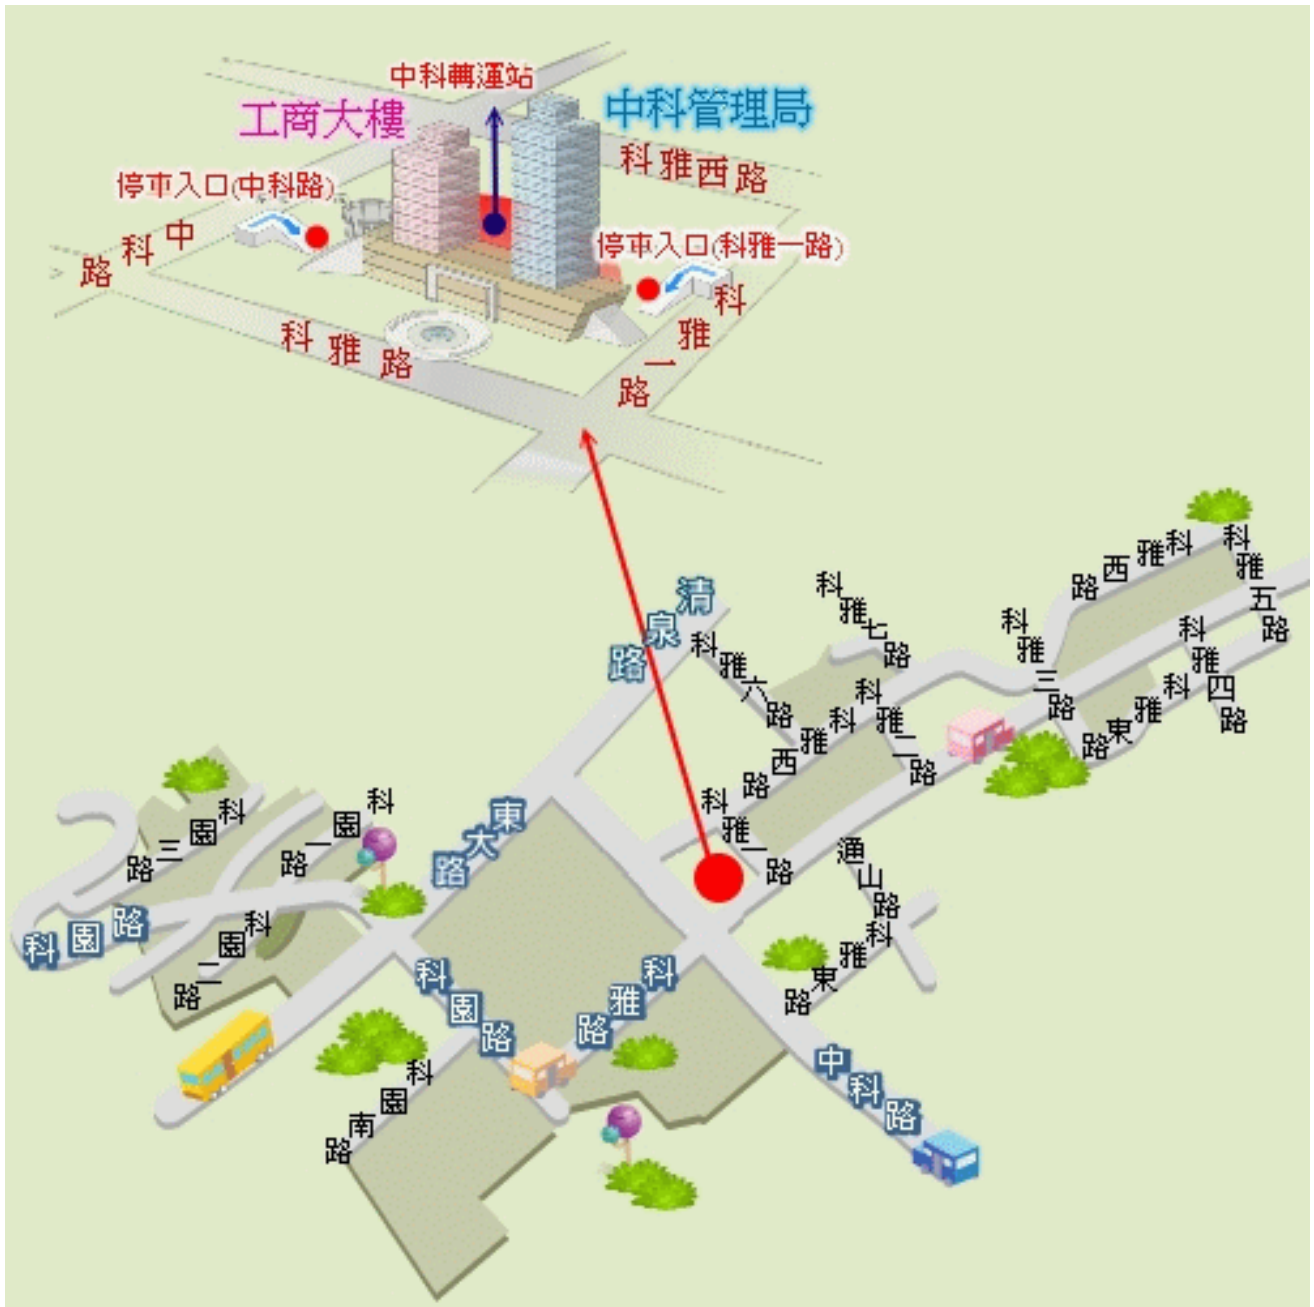 中科轉運站
工商大樓
中科管理局
科雅西路
停車入口(中科路)
中科路
停車入口(科雅一路)
科雅一路
科雅路
清泉路
科雅六路
科雅七路
科雅西路
科雅五路
科雅三路
科雅四路
科雅東路
科雅二路
科雅西路
科雅一路
東大路
科園三路
科園一路
科園路
科園二路
通山路
科雅東路
科園路
科雅路
中科路
科園南路